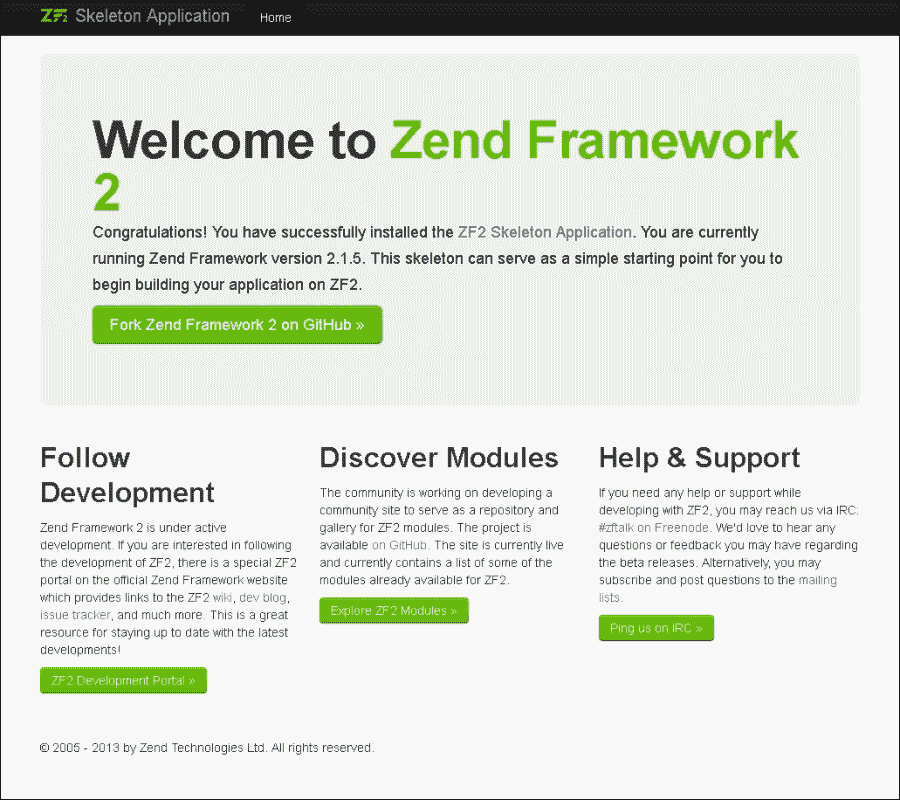 ZF2 Skeleton Application Home
Welcome to Zend Framework
2
Congratulations! You have successfully installed the ZF2 Skeleton Application. You are currently
running Zend Framework version 2.1.5. This skeleton can serve as a simple starting point for you to
begin building your application on ZF2.
Fork Zend Framework 2 on GitHub »
Follow
Development
Zend Framework 2 is under active
development. If you are interested in following
the development of ZF2, there is a special ZF2
portal on the official Zend Framework website
which provides links to the ZF2 wiki, dev blog,
issue tracker, and much more. This is a great
resource for staying up to date with the latest
developments!
ZF2 Development Portal »
Discover Modules
The community is working on developing a
community site to serve as a repository and
gallery for ZF2 modules. The project is
available on GitHub. The site is currently live
and currently contains a list of some of the
modules already available for ZF2.
Explore ZF2 Modules »
Help & Support
If you need any help or support while
developing with ZF2, you may reach us via IRC:
#zftalk on Freenode. We'd love to hear any
questions or feedback you may have regarding
the beta releases. Alternatively, you may
subscribe and post questions to the mailing
lists.
Ping us on IRC »
© 2005 - 2013 by Zend Technologies Ltd. All rights reserved.